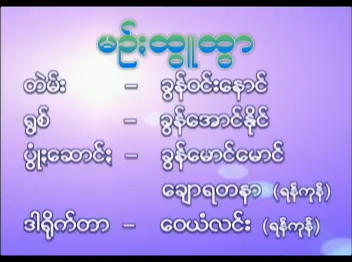 မဉ်းထွူထွာ
တဲမ်း – ခွန်ဝင်းနောင်
ရွစ် – ခွန်အောင်နိုင်
ပွုံႏဆောင်ႏ – ခွန်မောင်မောင်
ချောရတနာ (ရန်ကုန်)
ဒါရိုက်တာ – ဝေယံလင်း (ရန်ကုန်)